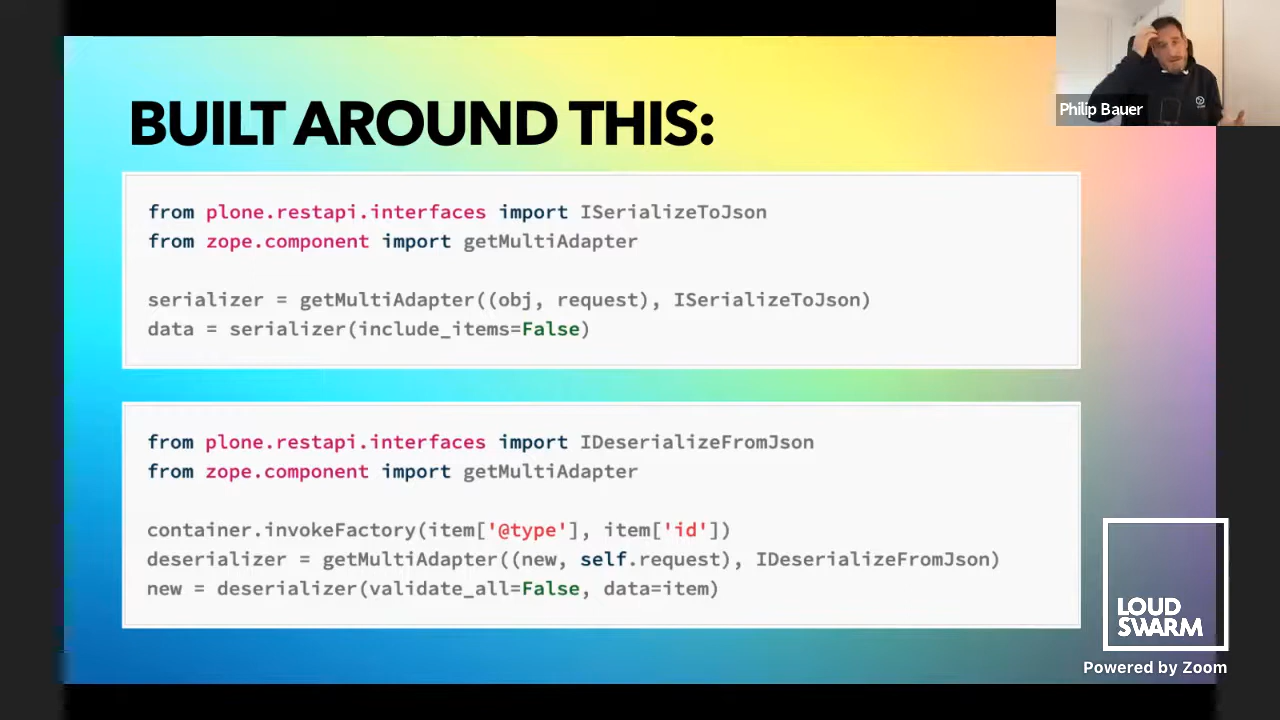 BUILT AROUND THIS:
from plone.restapi.interfaces import ISerializeToJson
from zope.component import getMultiAdapter
serializer = getMultiAdapter((obj, request), ISerializeToJson)
data = serializer(include_items=False)
from plone.restapi.interfaces import IDeserializeFromJson
from zope.component import getMultiAdapter
container.invokeFactory(item['@type'], item['id'])
deserializer = getMultiAdapter((new, self.request), IDeserializeFromJson)
new = deserializer(validate_all=False, data=item)
Philip Bauer
LOUD
SWARM
Powered by Zoom